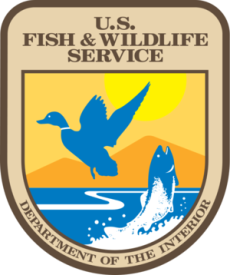 U.S.
FISH & WILDLIFE
SERVICE
DEPARTMENT OF THE INTERIOR